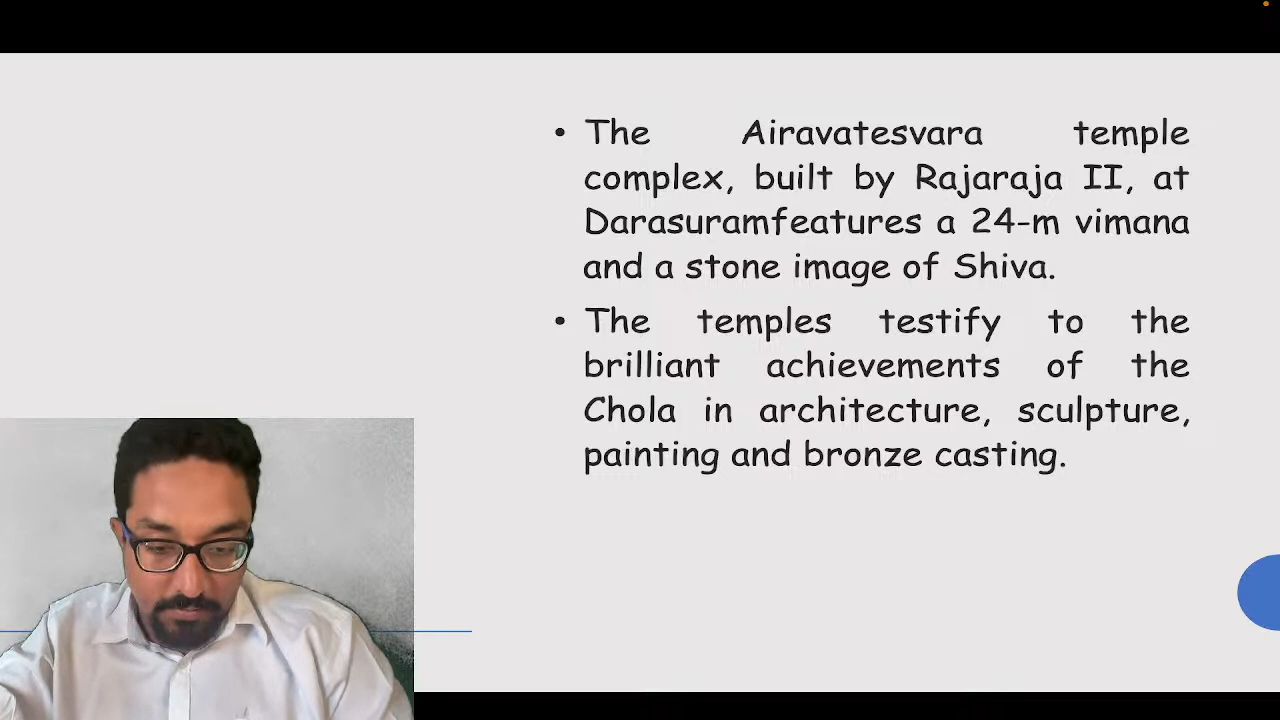 • The Airavatesvara temple
complex, built by Rajaraja II, at
Darasuramfeatures a 24-m vimana
and a stone image of Shiva.
• The temples testify to the
brilliant achievements of the
Chola in architecture, sculpture,
painting and bronze casting.